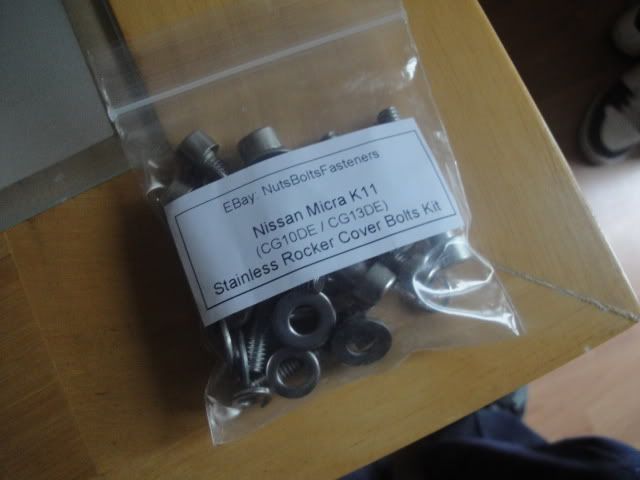 EBay: NutsBoltsFasteners
Nissan Micra K11
(CG10DE / CG13DE)
Stainless Rocker Cover Bolts Kit